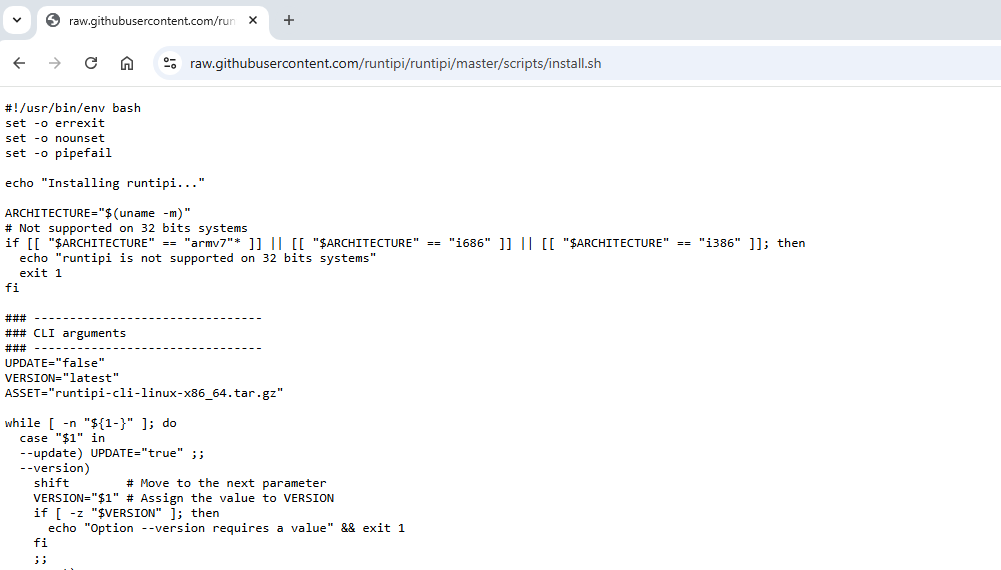 raw.githubusercontent.com/run
raw.githubusercontent.com/runtipi/runtipi/master/scripts/install.sh
#!/usr/bin/env bash
set -o errexit
set -o nounset
set -o pipefail
echo "Installing runtipi..."
ARCHITECTURE="$(uname -m)"
# Not supported on 32 bits systems
if [[ "$ARCHITECTURE" == "armv7"* ]] || [[ "$ARCHITECTURE" == "i686" ]] || [[ "$ARCHITECTURE" == "i386" ]]; then
  echo "runtipi is not supported on 32 bits systems"
  exit 1
fi
### --------------------------------
### CLI arguments
### --------------------------------
UPDATE="false"
VERSION="latest"
ASSET="runtipi-cli-linux-x86_64.tar.gz"
while [ -n "${1-}" ]; do
  case "$1" in
  --update) UPDATE="true" ;;
  --version)
    shift        # Move to the next parameter
    VERSION="$1" # Assign the value to VERSION
    if [ -z "$VERSION" ]; then
      echo "Option --version requires a value" && exit 1
    fi
    ;;